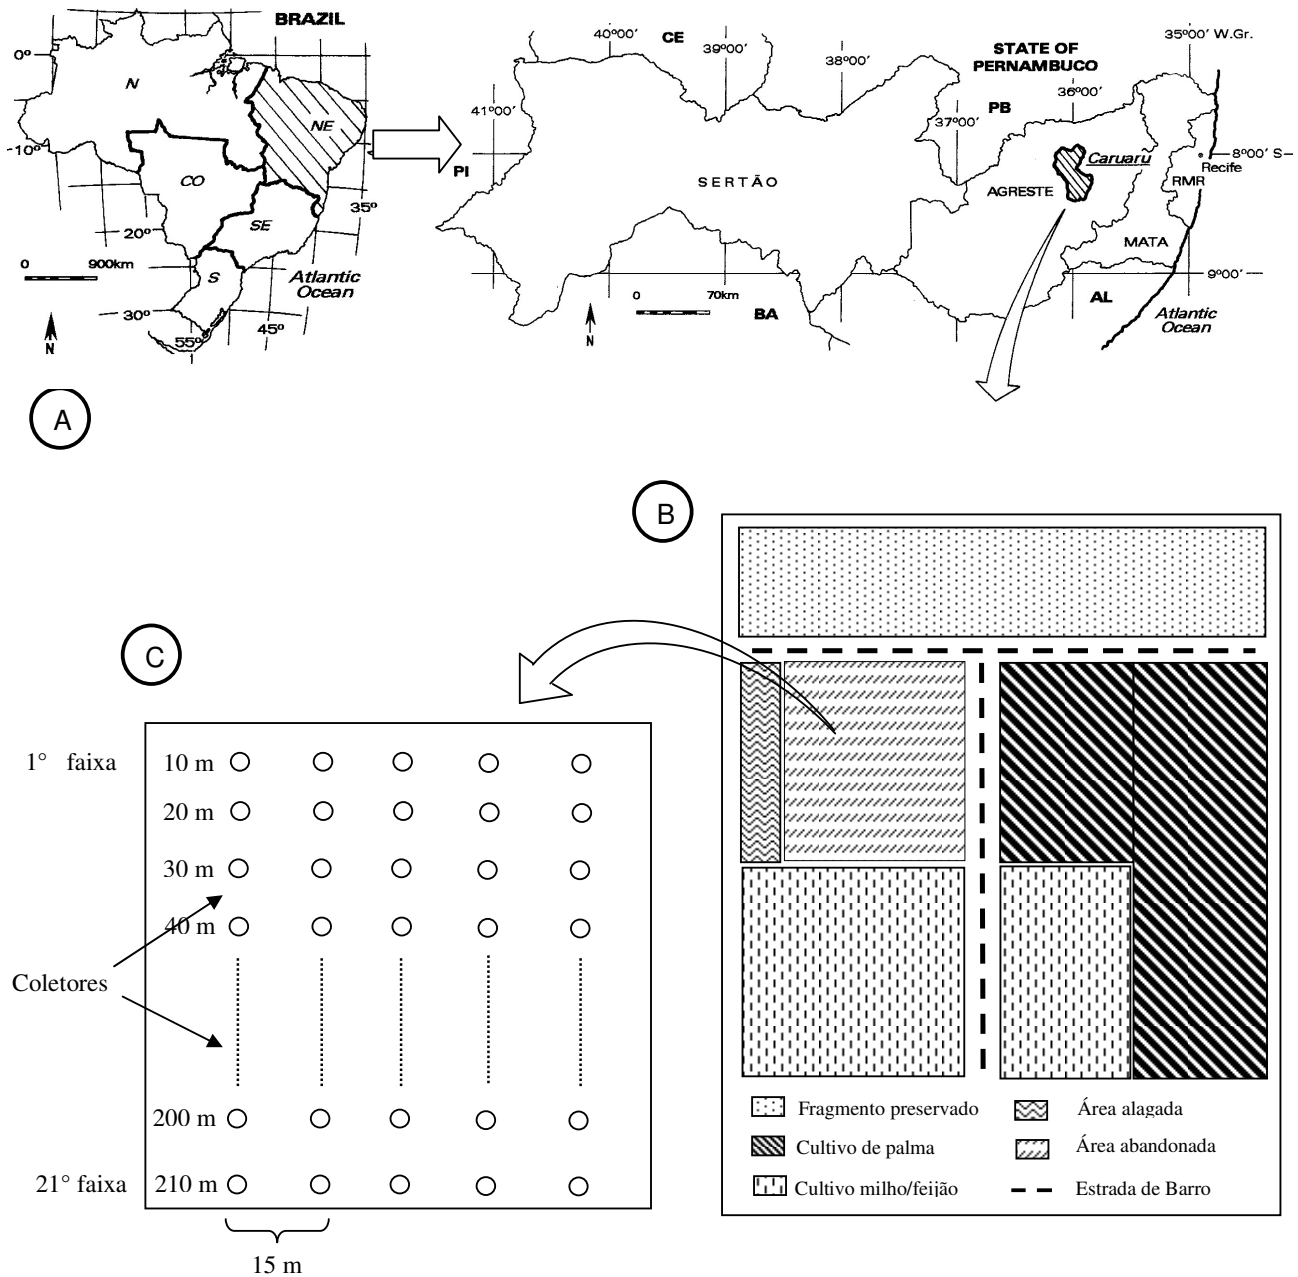 BRAZIL
0°
N
NE
10°
CO
35°
20°
SE
0 900km
S
Atlantic
Ocean
30°
45°
55°
N
A
40°00'
CE
39°00'
38°00'
STATE OF
PERNAMBUCO
35°00' W.Gr.
41°00'
36°00'
PB
37°00'
PI
Caruaru
8°00' S
Recife
SERTÃO
AGRESTE
RMR
MATA
9°00'
0 70km
BA
AL
Atlantic
Ocean
N
B
C
1° faixa
10 m
20 m
30 m
40 m
Coletores
200 m
21° faixa
210 m
15 m
Fragmento preservado
Área alagada
Cultivo de palma
Área abandonada
Cultivo milho/feijão
Estrada de Barro